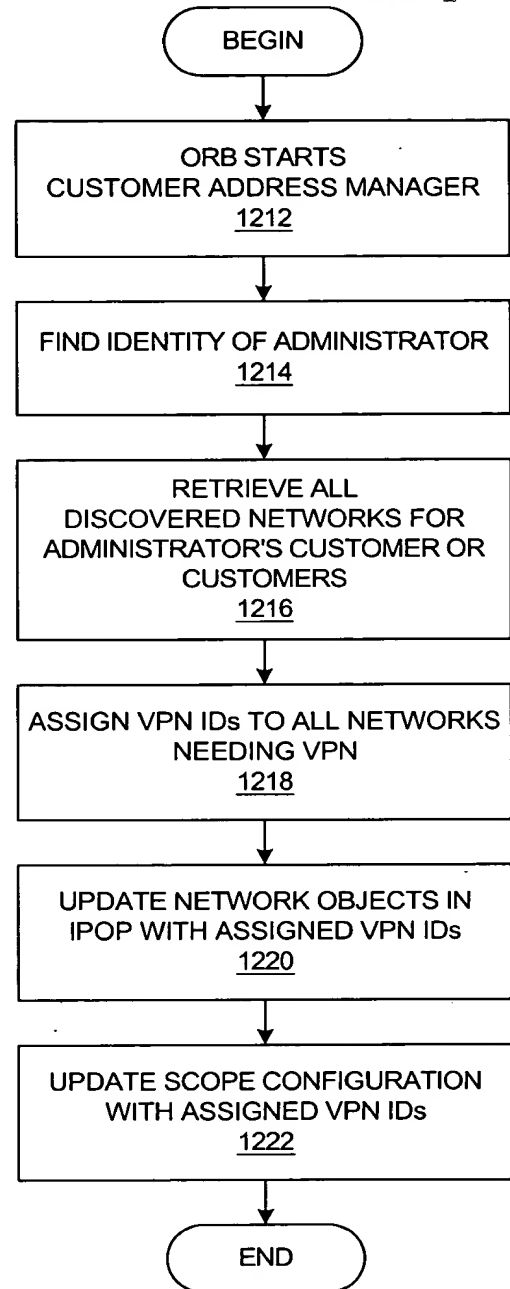 BEGIN
ORB STARTS
CUSTOMER ADDRESS MANAGER
1212
FIND IDENTITY OF ADMINISTRATOR
1214
RETRIEVE ALL
DISCOVERED NETWORKS FOR
ADMINISTRATOR'S CUSTOMER OR
CUSTOMERS
1216
ASSIGN VPN IDs TO ALL NETWORKS
NEEDING VPN
1218
UPDATE NETWORK OBJECTS IN
IPOP WITH ASSIGNED VPN IDs
1220
UPDATE SCOPE CONFIGURATION
WITH ASSIGNED VPN IDs
1222
END